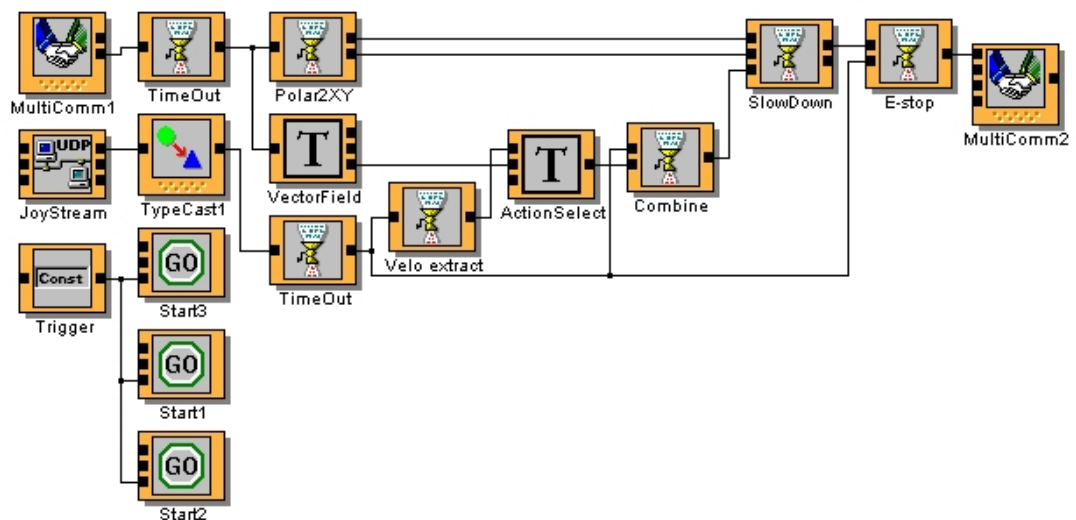 MultiComm1
TimeOut
Polar2XY
SlowDown
E-stop
MultiComm2
UDP
JoyStream
TypeCast1
T
VectorField
T
ActionSelect
Combine
Velo extract
TimeOut
Const
Trigger
GO
Start3
GO
Start1
GO
Start2